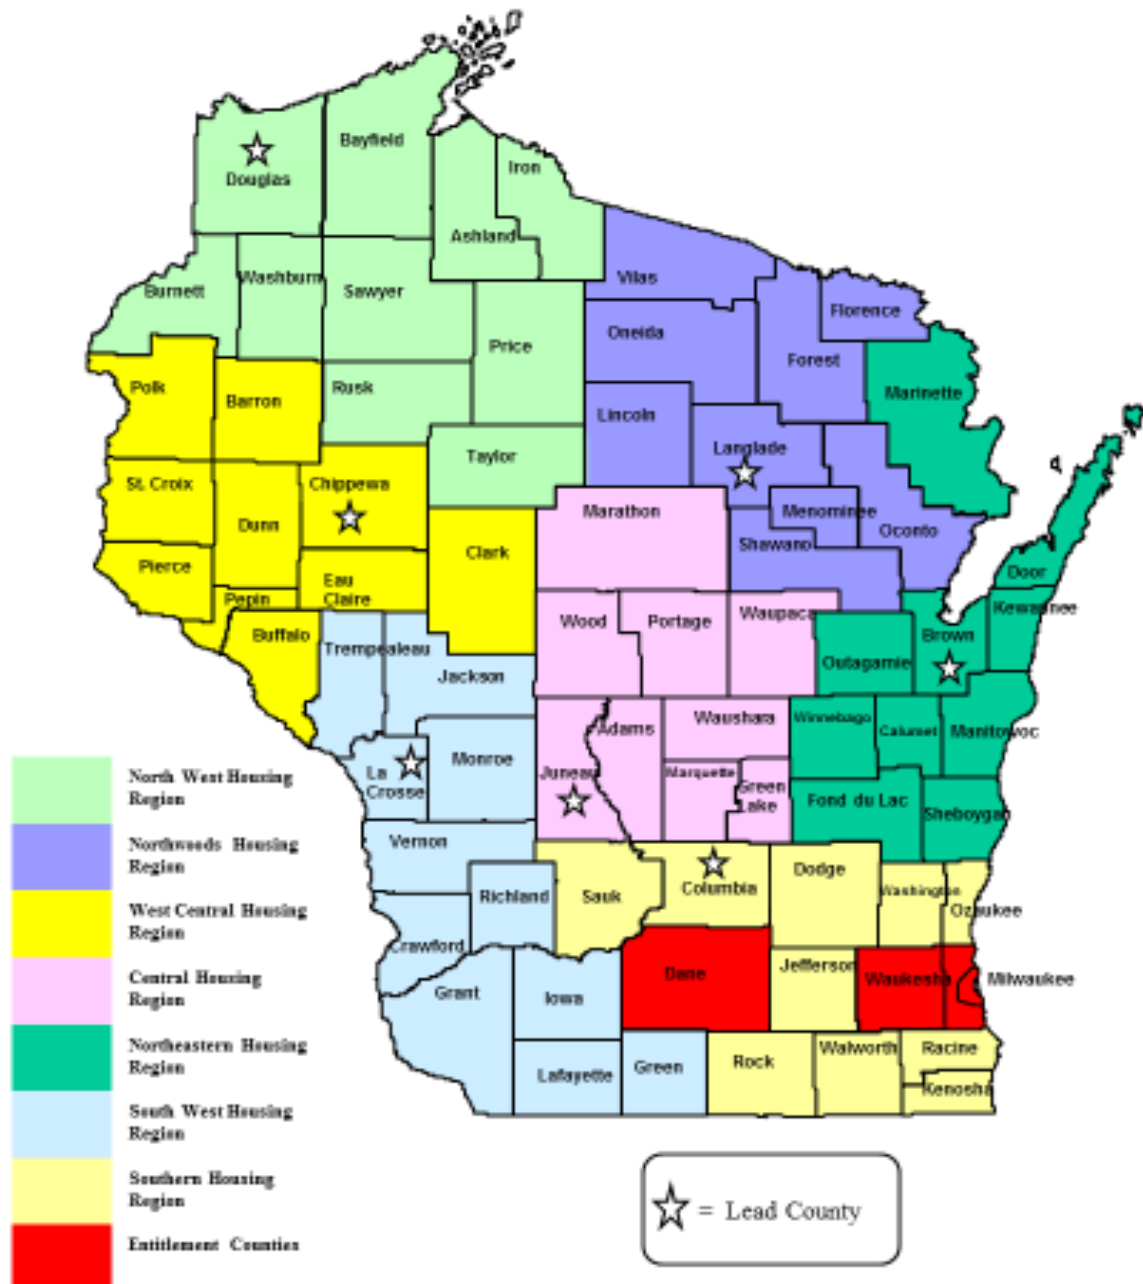 Bayfield
Iron
Douglas
Ashland
Washburn
Vilas
Burnett
Sawyer
Florence
Oneida
Price
Forest
Polk
Rusk
Marinette
Barron
Lincoln
Langlade
Taylor
St. Croix
Chippewa
Marathon
Menominee
Dunn
Oconto
Clark
Shawano
Pierce
Door
Eau
Claire
Pepin
Kewaunee
Waupaca
Wood
Portage
Buffalo
Brown
Trempealeau
Outagamie
Jackson
Waushara
Winnebago
Adams
Calumet
Manitowoc
Monroe
La
Crosse
Juneau
Marquette
Green
Lake
Fond du Lac
Sheboygan
Vernon
Dodge
Columbia
Washington
Richland
Sauk
Ozaukee
Crawford
Dane
Jefferson
Waukesha
Milwaukee
Grant
Iowa
Walworth
Racine
Rock
Green
Lafayette
Kenosha
North West Housing
Region
Northwoods Housing
Region
West Central Housing
Region
Central Housing
Region
Northeastern Housing
Region
South West Housing
Region
Southern Housing
Region
Entitlement Counties
= Lead County